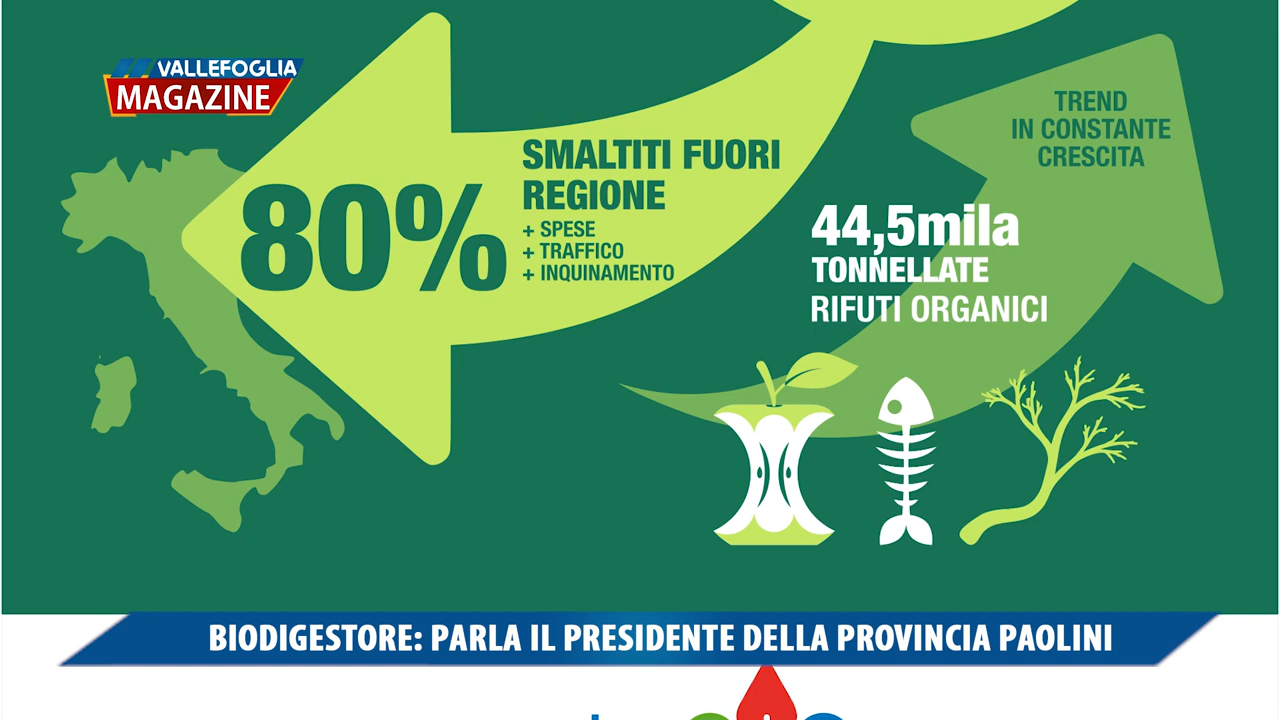 VALLEFOGLIA
MAGAZINE
TREND
IN CONSTANTE
CRESCITA
80%
SMALTITI FUORI
REGIONE
+ SPESE
+ TRAFFICO
+ INQUINAMENTO
44,5mila
TONNELLATE
RIFUTI ORGANICI
BIODIGESTORE: PARLA IL PRESIDENTE DELLA PROVINCIA PAOLINI